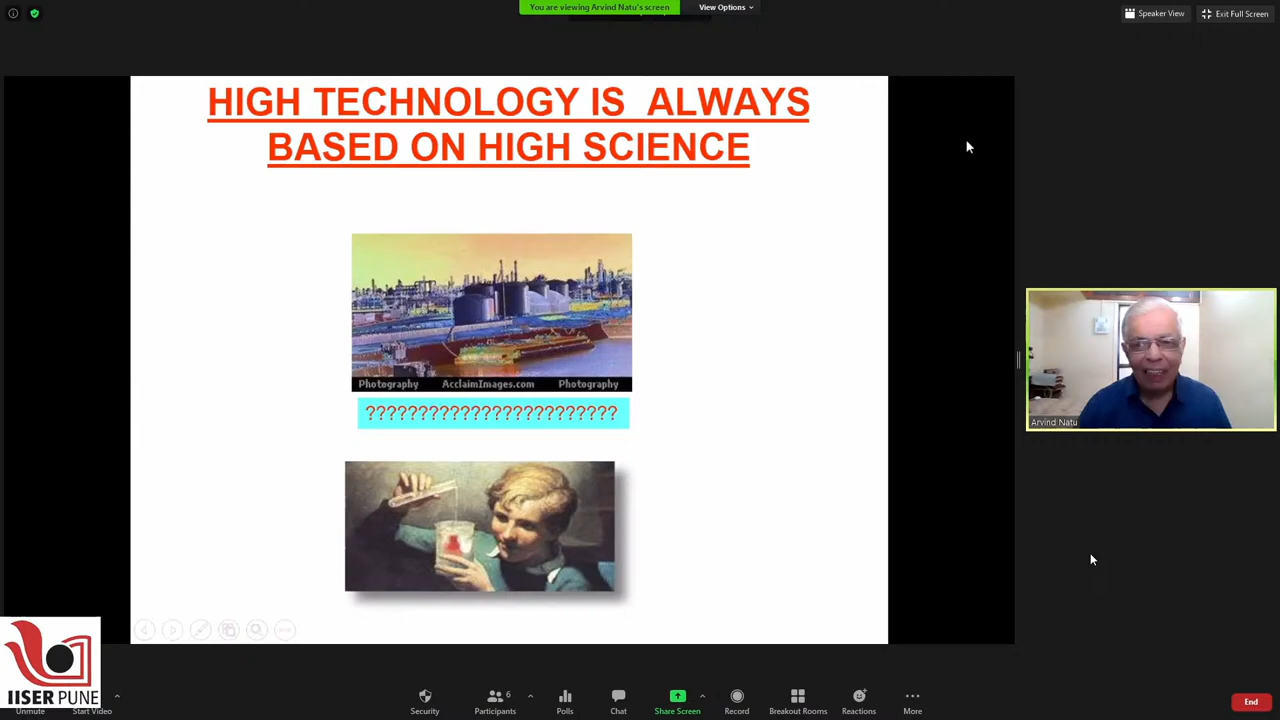 You are viewing Arvind Natu's screen
View Options
Speaker View
Exit Full Screen
HIGH TECHNOLOGY IS ALWAYS
BASED ON HIGH SCIENCE
Photography AcclaimImages.com Photography
????????????????????????
Arvind Natu
IISER PUNE
Unmute
Start Video
Security
Participants 6
Polls
Chat
Share Screen
Record
Breakout Rooms
Reactions
More
End